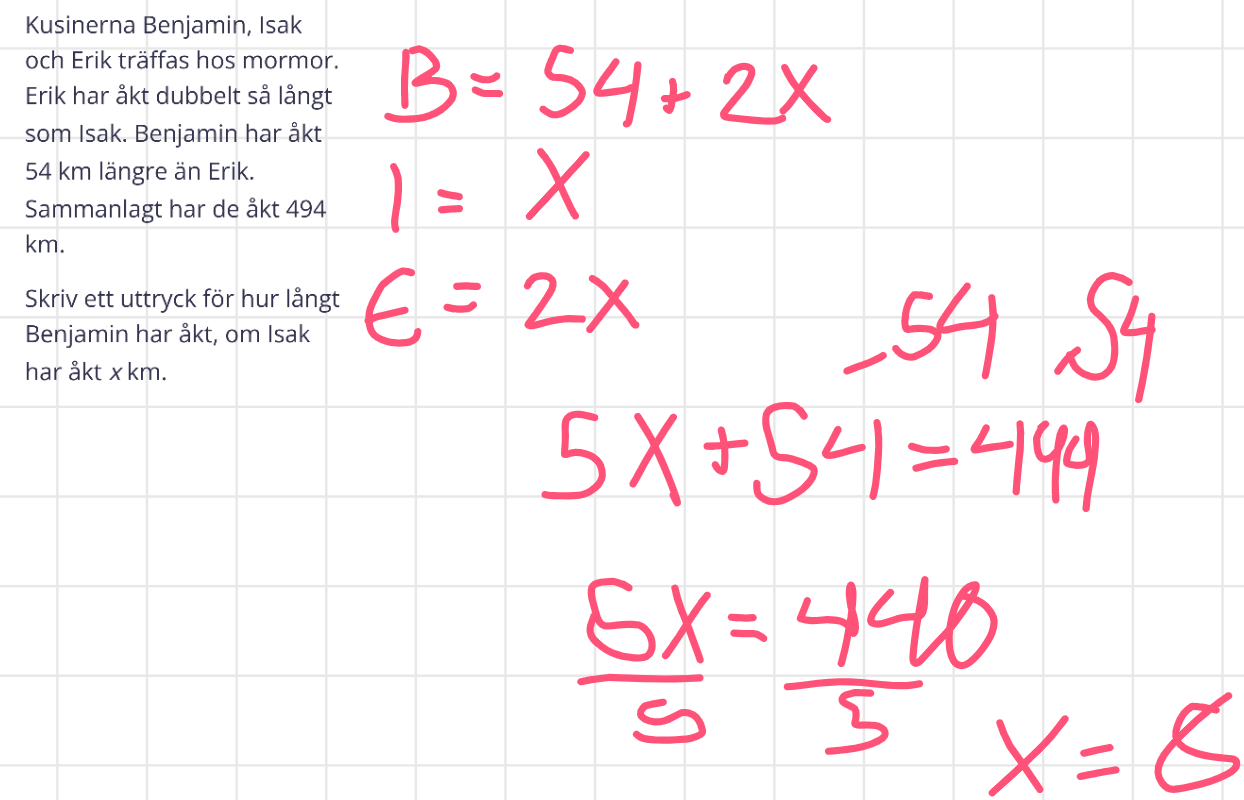 Kusinerna Benjamin, Isak
och Erik träffas hos mormor.
Erik har åkt dubbelt så långt
som Isak. Benjamin har åkt
54 km längre än Erik.
Sammanlagt har de åkt 494
km.
Skriv ett uttryck för hur långt
Benjamin har åkt, om Isak
har åkt x km.
B = 54 + 2x
I = x
E = 2x
-54 -54
5x + 54 = 494
5x = 440
5 5
x = 8